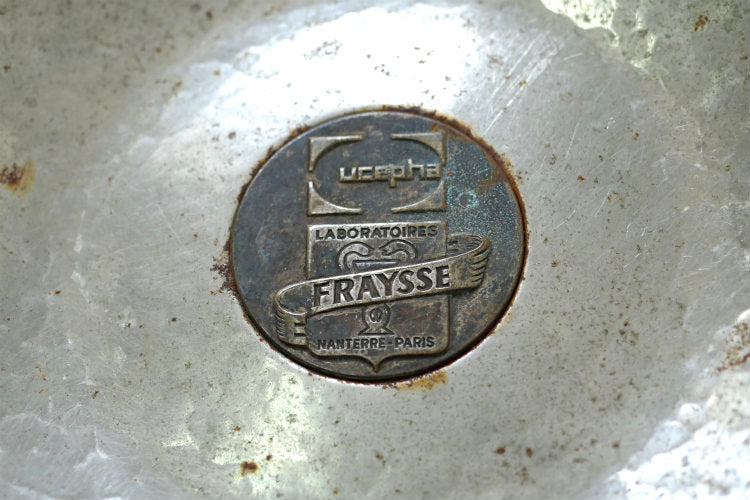 ucepha
LABORATOIRES
FRAYSSE
NANTERRE-PARIS